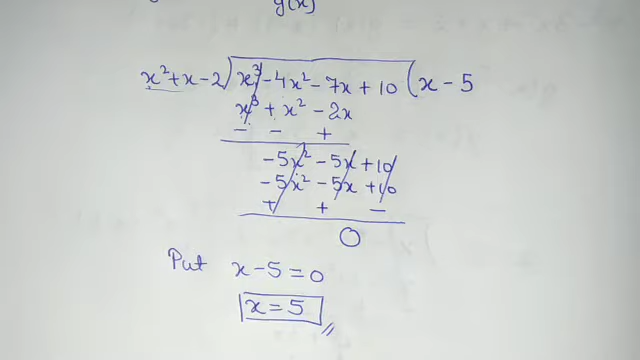 g(x)
x²+x-2)x³-4x²-7x+10(x-5
x³+x²-2x
- - +
-5x²-5x+10
-5x²-5x+10
+ + -
0
Put x-5=0
x=5